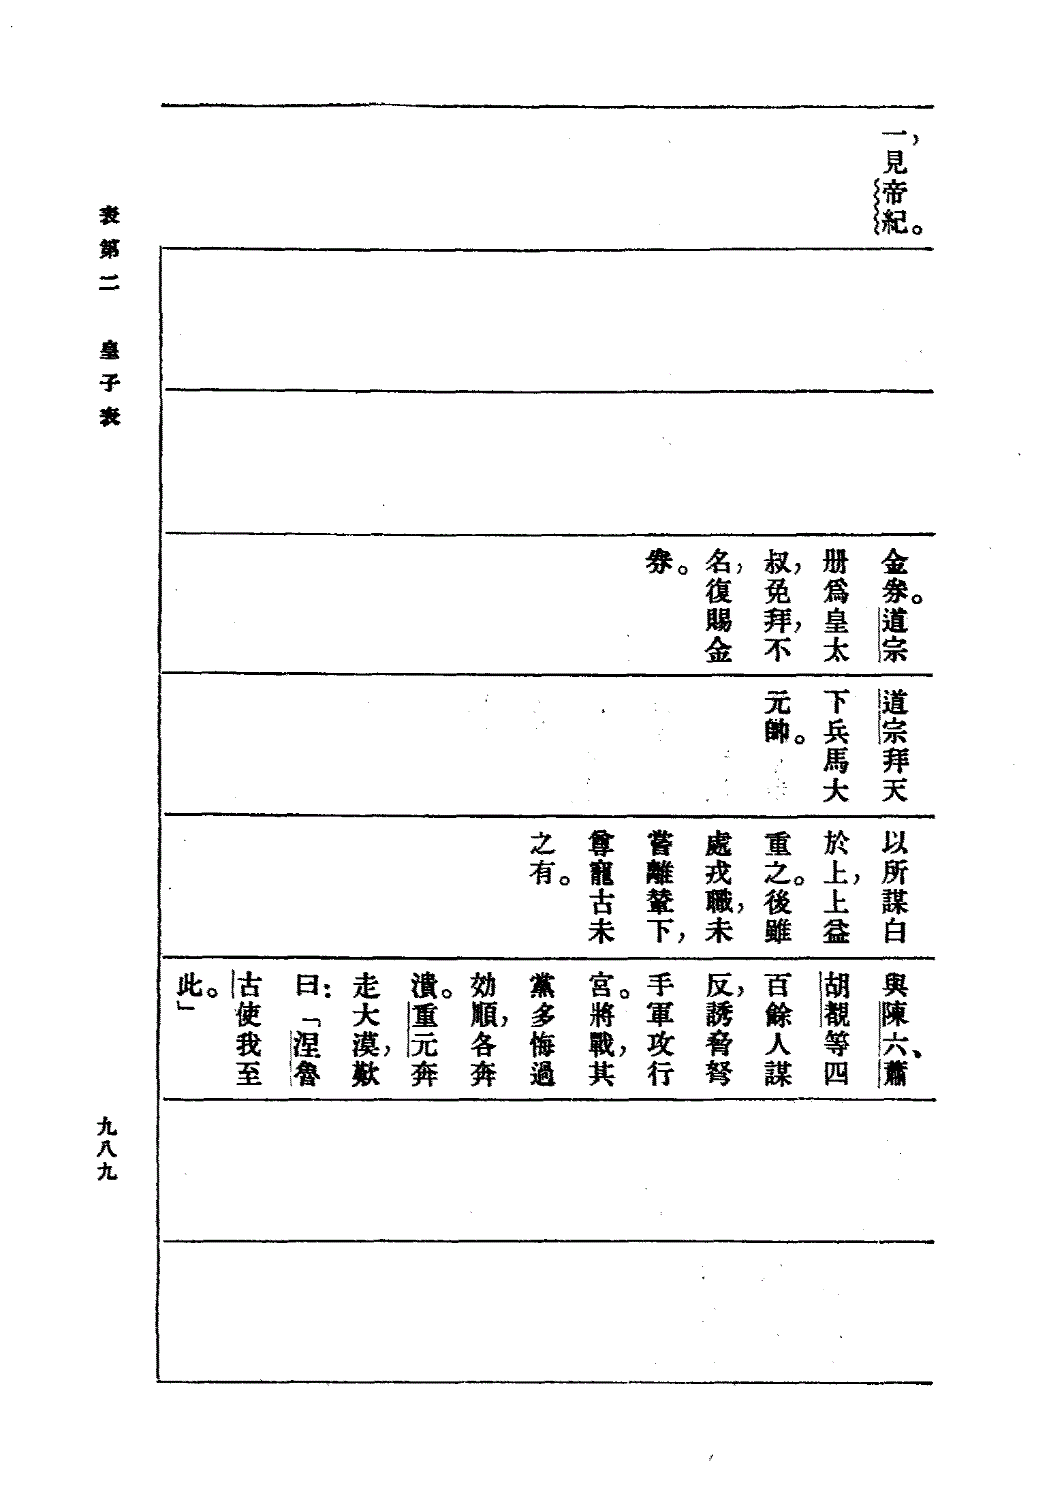 一，
見帝紀。
金券。道宗
册爲皇太
叔，免拜，不
名，復賜金
券。
道宗拜天
下兵馬大
元帥。
以所謀白
於上，上益
重之。後雖
處戎職，未
嘗離輦下，
尊寵古未
之有。
與陳六、蕭
胡覩等四
百餘人謀
反，誘脅弩
手軍攻行
宮。將戰，其
黨多悔過
効順，各奔
潰。重元奔
走大漠，歎
曰：「涅魯
古使我至
此。」
表第二　皇子表
九八九